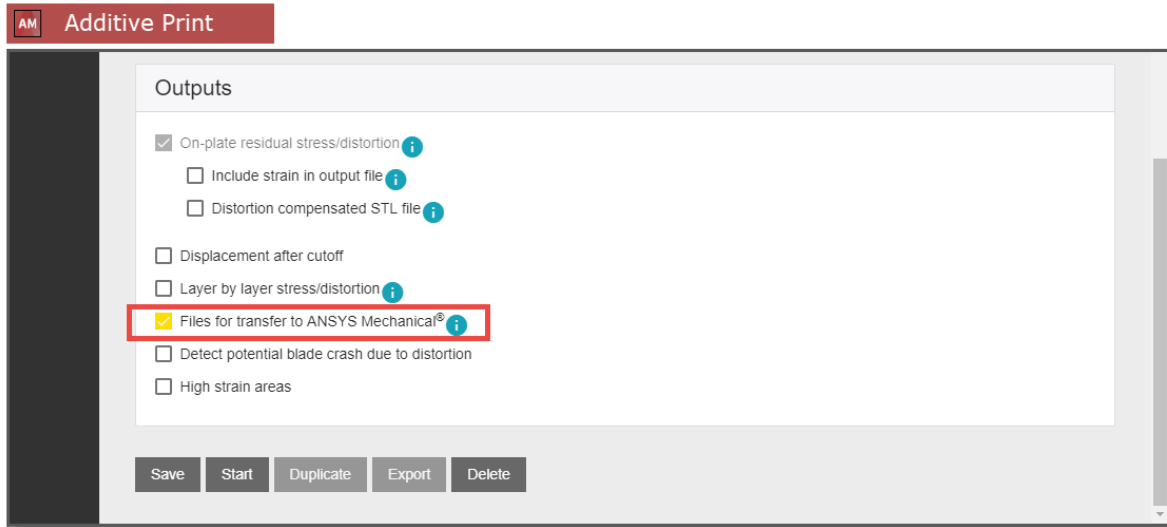 AM Additive Print
Outputs
On-plate residual stress/distortion i
Include strain in output file i
Distortion compensated STL file i
Displacement after cutoff
Layer by layer stress/distortion i
Files for transfer to ANSYS Mechanical® i
Detect potential blade crash due to distortion
High strain areas
Save Start Duplicate Export Delete